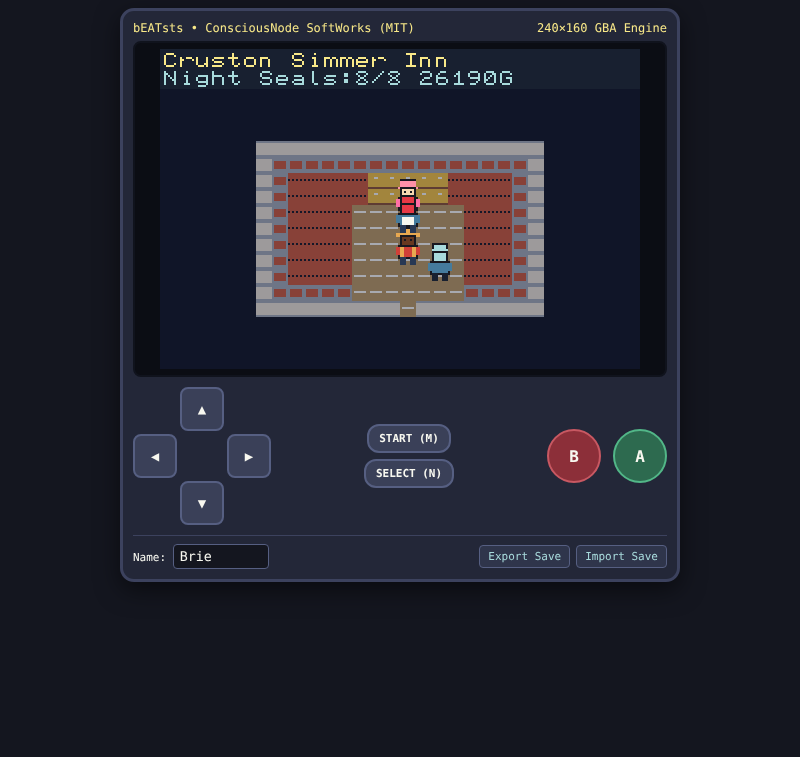 bEATsts • ConsciousNode SoftWorks (MIT) 240×160 GBA Engine
Cruston Simmer Inn
Night Seals:8/8 26190G
▲
◀ ▶
▼
START (M)
SELECT (N)
B A
Name: Brie Export Save Import Save